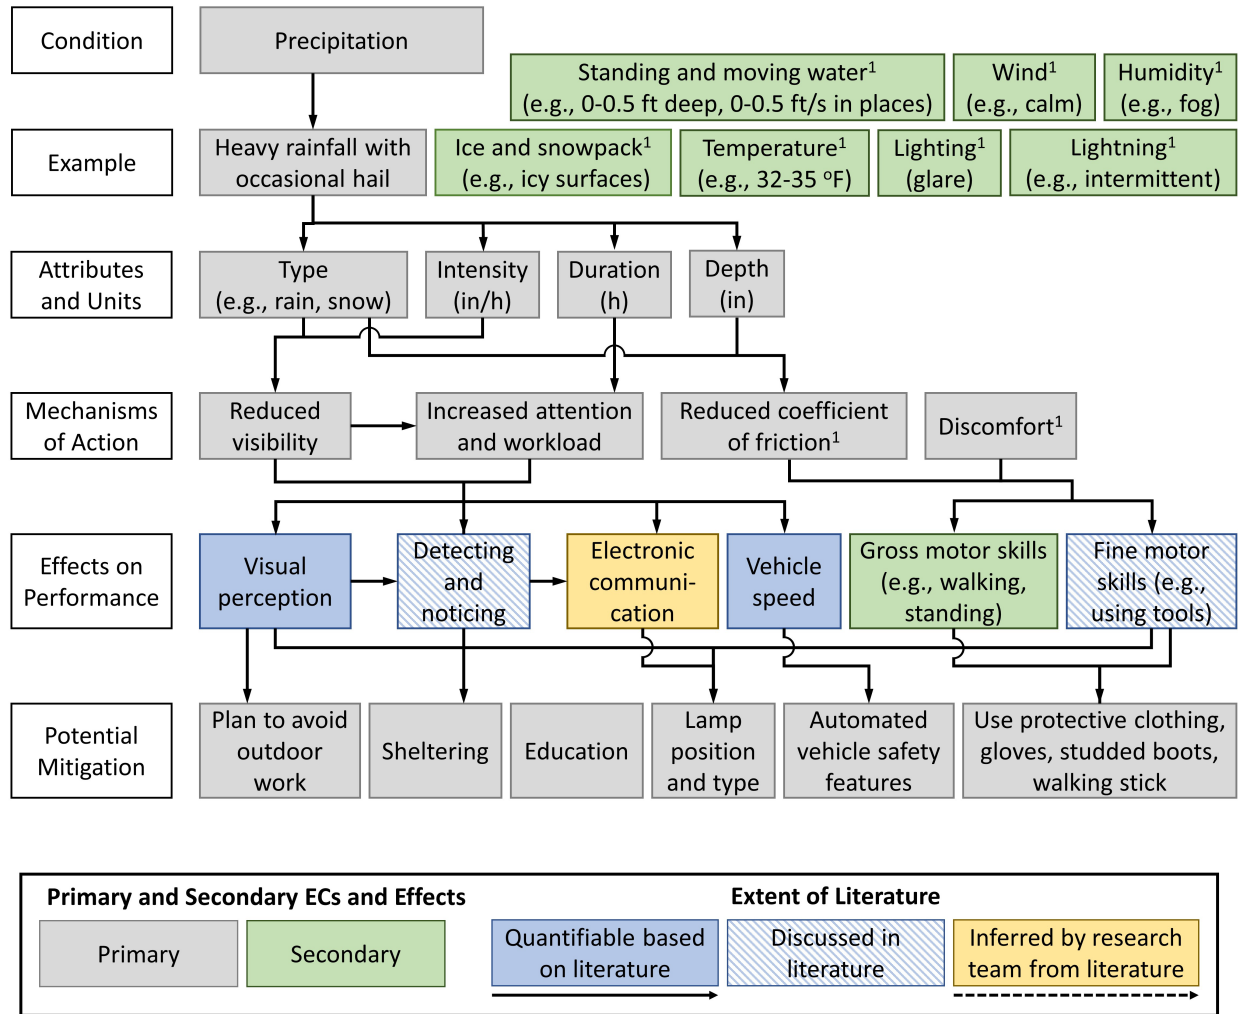 Condition
Precipitation
Standing and moving water¹
(e.g., 0-0.5 ft deep, 0-0.5 ft/s in places)
Wind¹
(e.g., calm)
Humidity¹
(e.g., fog)
Example
Heavy rainfall with
occasional hail
Ice and snowpack¹
(e.g., icy surfaces)
Temperature¹
(e.g., 32-35 ºF)
Lighting¹
(glare)
Lightning¹
(e.g., intermittent)
Attributes
and Units
Type
(e.g., rain, snow)
Intensity
(in/h)
Duration
(h)
Depth
(in)
Mechanisms
of Action
Reduced
visibility
Increased attention
and workload
Reduced coefficient
of friction¹
Discomfort¹
Effects on
Performance
Visual
perception
Detecting
and
noticing
Electronic
communi-
cation
Vehicle
speed
Gross motor skills
(e.g., walking,
standing)
Fine motor
skills (e.g.,
using tools)
Potential
Mitigation
Plan to avoid
outdoor
work
Sheltering
Education
Lamp
position
and type
Automated
vehicle safety
features
Use protective clothing,
gloves, studded boots,
walking stick
Primary and Secondary ECs and Effects
Primary
Secondary
Extent of Literature
Quantifiable based
on literature
Discussed in
literature
Inferred by research
team from literature